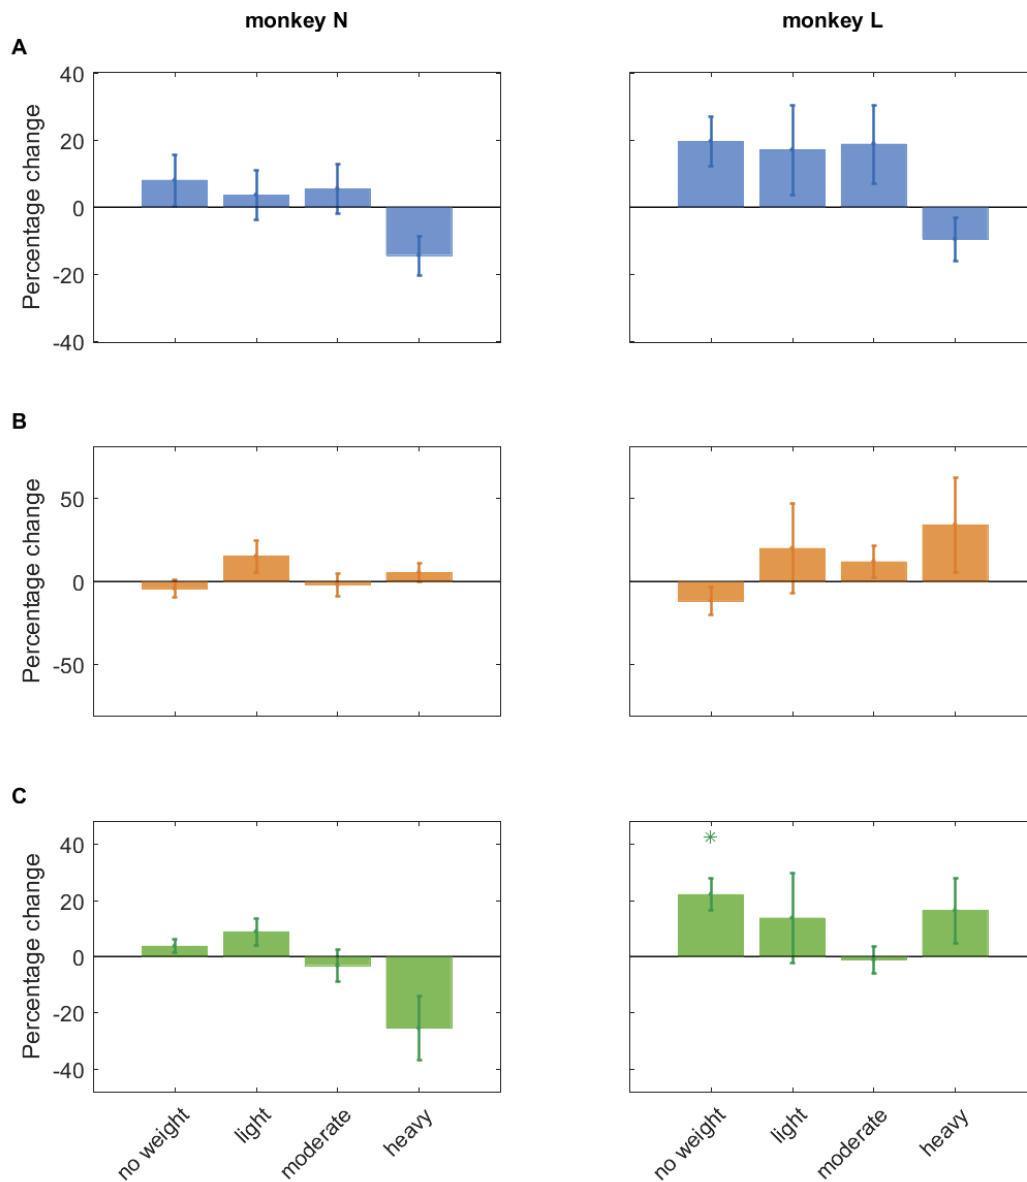 monkey N
monkey L
A
Percentage change
40
20
0
-20
-40
B
Percentage change
50
0
-50
C
Percentage change
40
20
0
-20
-40
*
no weight
light
moderate
heavy
no weight
light
moderate
heavy